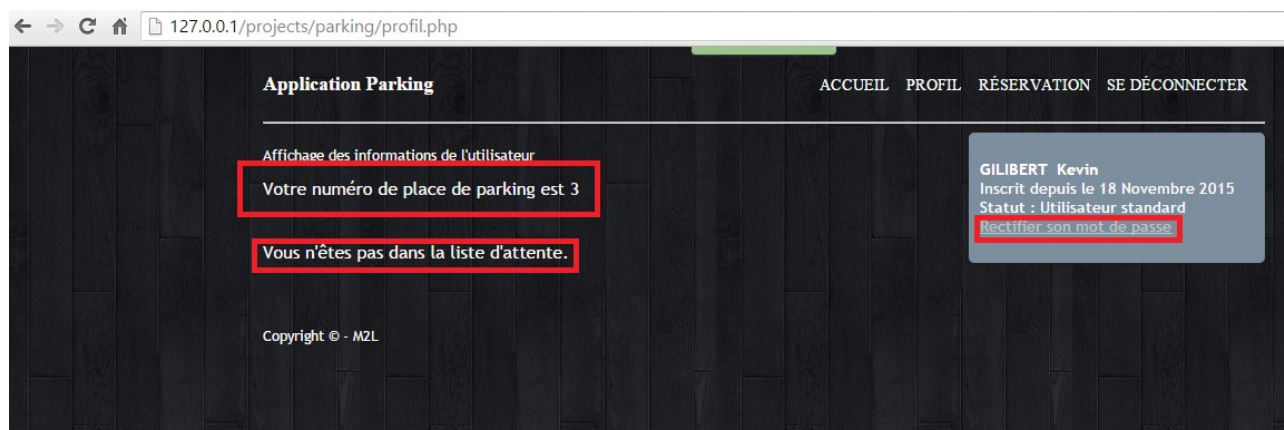 127.0.0.1/projects/parking/profil.php
Application Parking
ACCUEIL PROFIL RÉSERVATION SE DÉCONNECTER
Affichage des informations de l'utilisateur
Votre numéro de place de parking est 3
Vous n'êtes pas dans la liste d'attente.
GILIBERT Kevin
Inscrit depuis le 18 Novembre 2015
Statut : Utilisateur standard
Rectifier son mot de passe
Copyright © - M2L